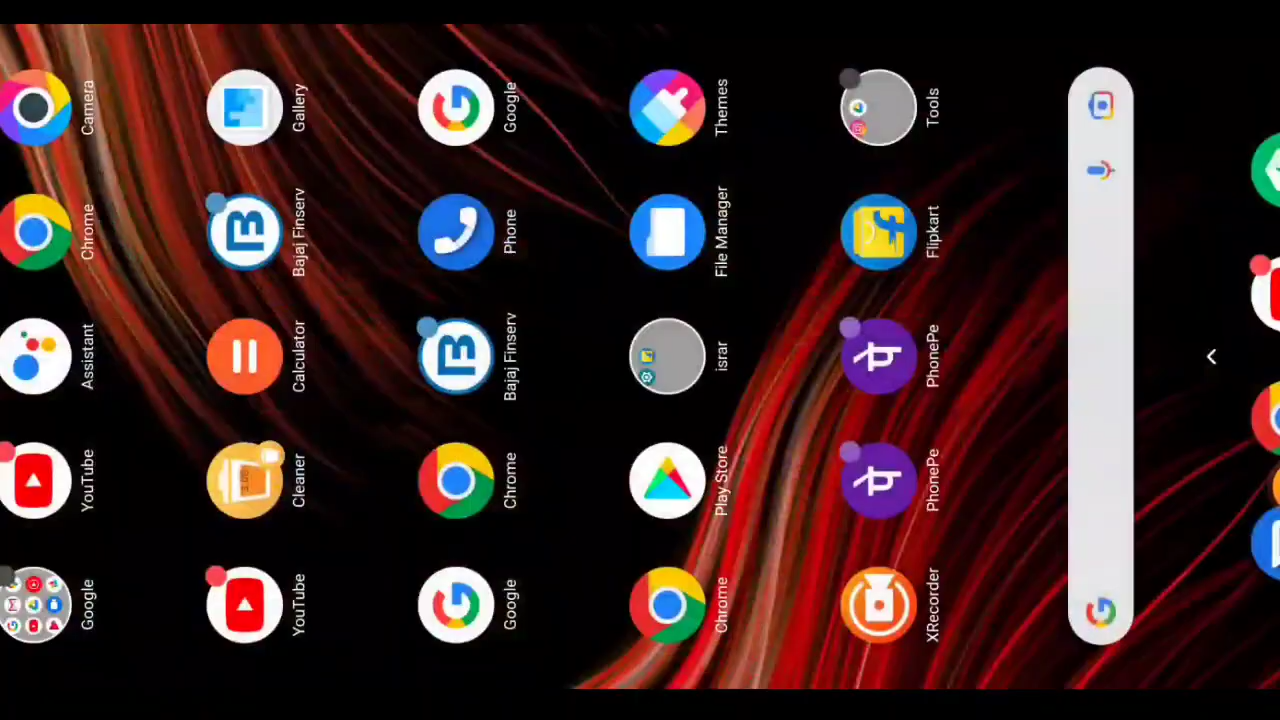 Google YouTube Assistant Chrome Camera
YouTube Cleaner Calculator Bajaj Finserv Gallery
Google Chrome Bajaj Finserv Phone Google
Chrome Play Store israr File Manager Themes
XRecorder PhonePe PhonePe Flipkart Tools